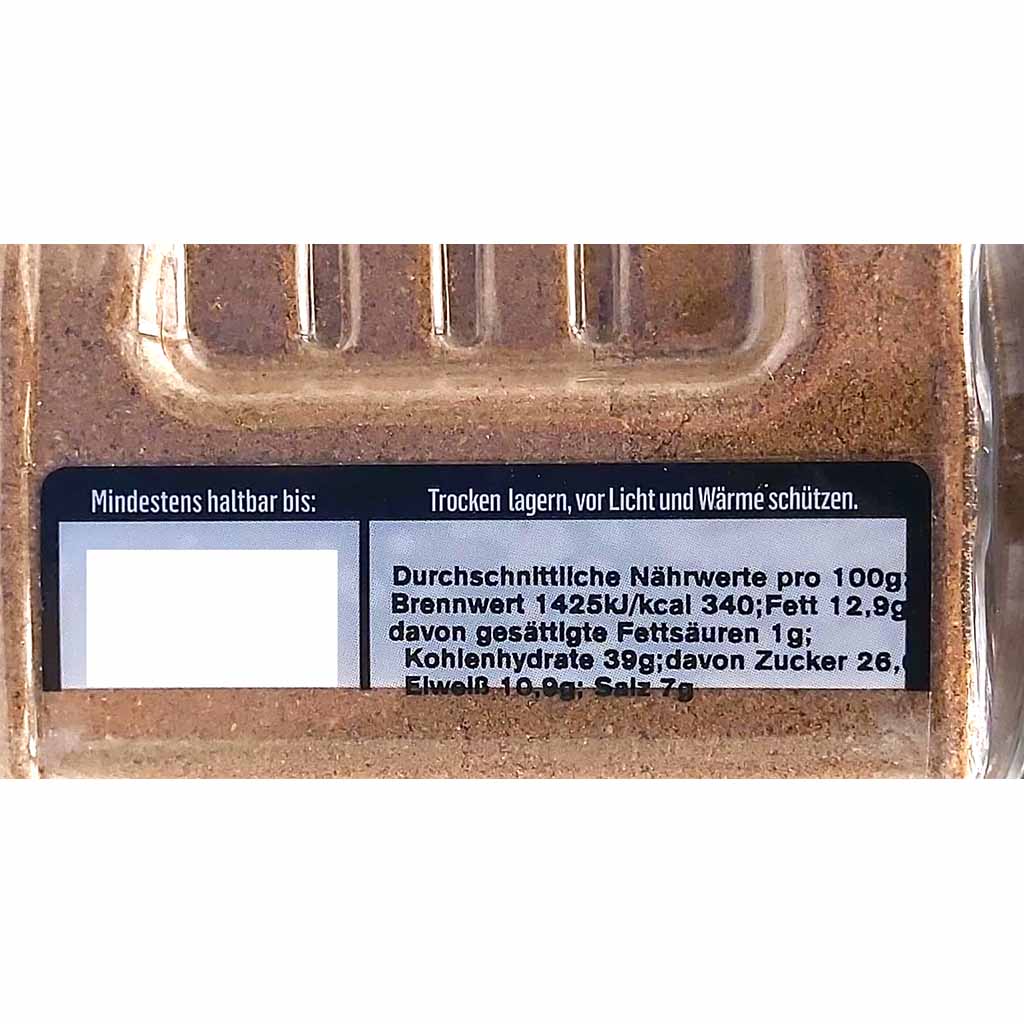 Mindestens haltbar bis:
Trocken lagern, vor Licht und Wärme schützen.
Durchschnittliche Nährwerte pro 100g:
Brennwert 1425kJ/kcal 340;Fett 12,9g
davon gesättigte Fettsäuren 1g;
Kohlenhydrate 39g;davon Zucker 26,
Eiweiß 10,9g; Salz 7g